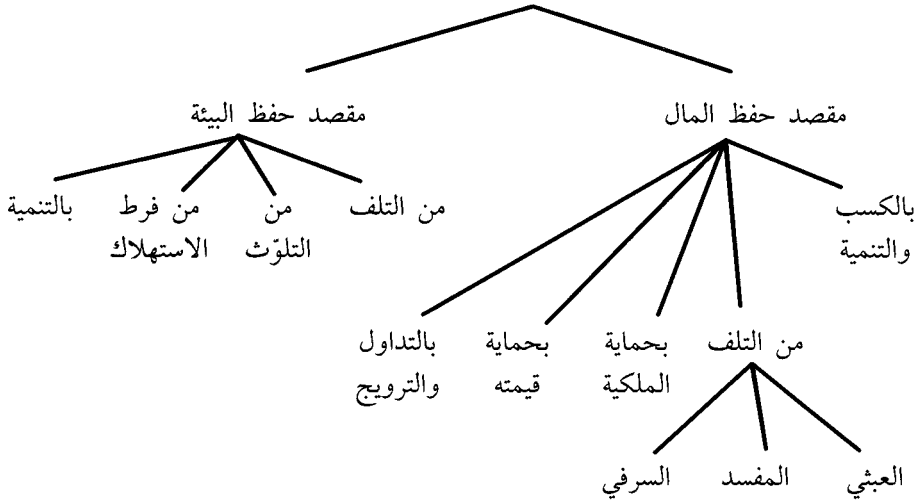 مقصد حفظ المال
مقصد حفظ البيئة
بالكسب
والتنمية
من التلف
من
التلوّث
من فرط
الاستهلاك
بالتنمية
من التلف
بحماية
الملكية
بحماية
قيمته
بالتداول
والترويج
العبثي
المفسد
السرفي